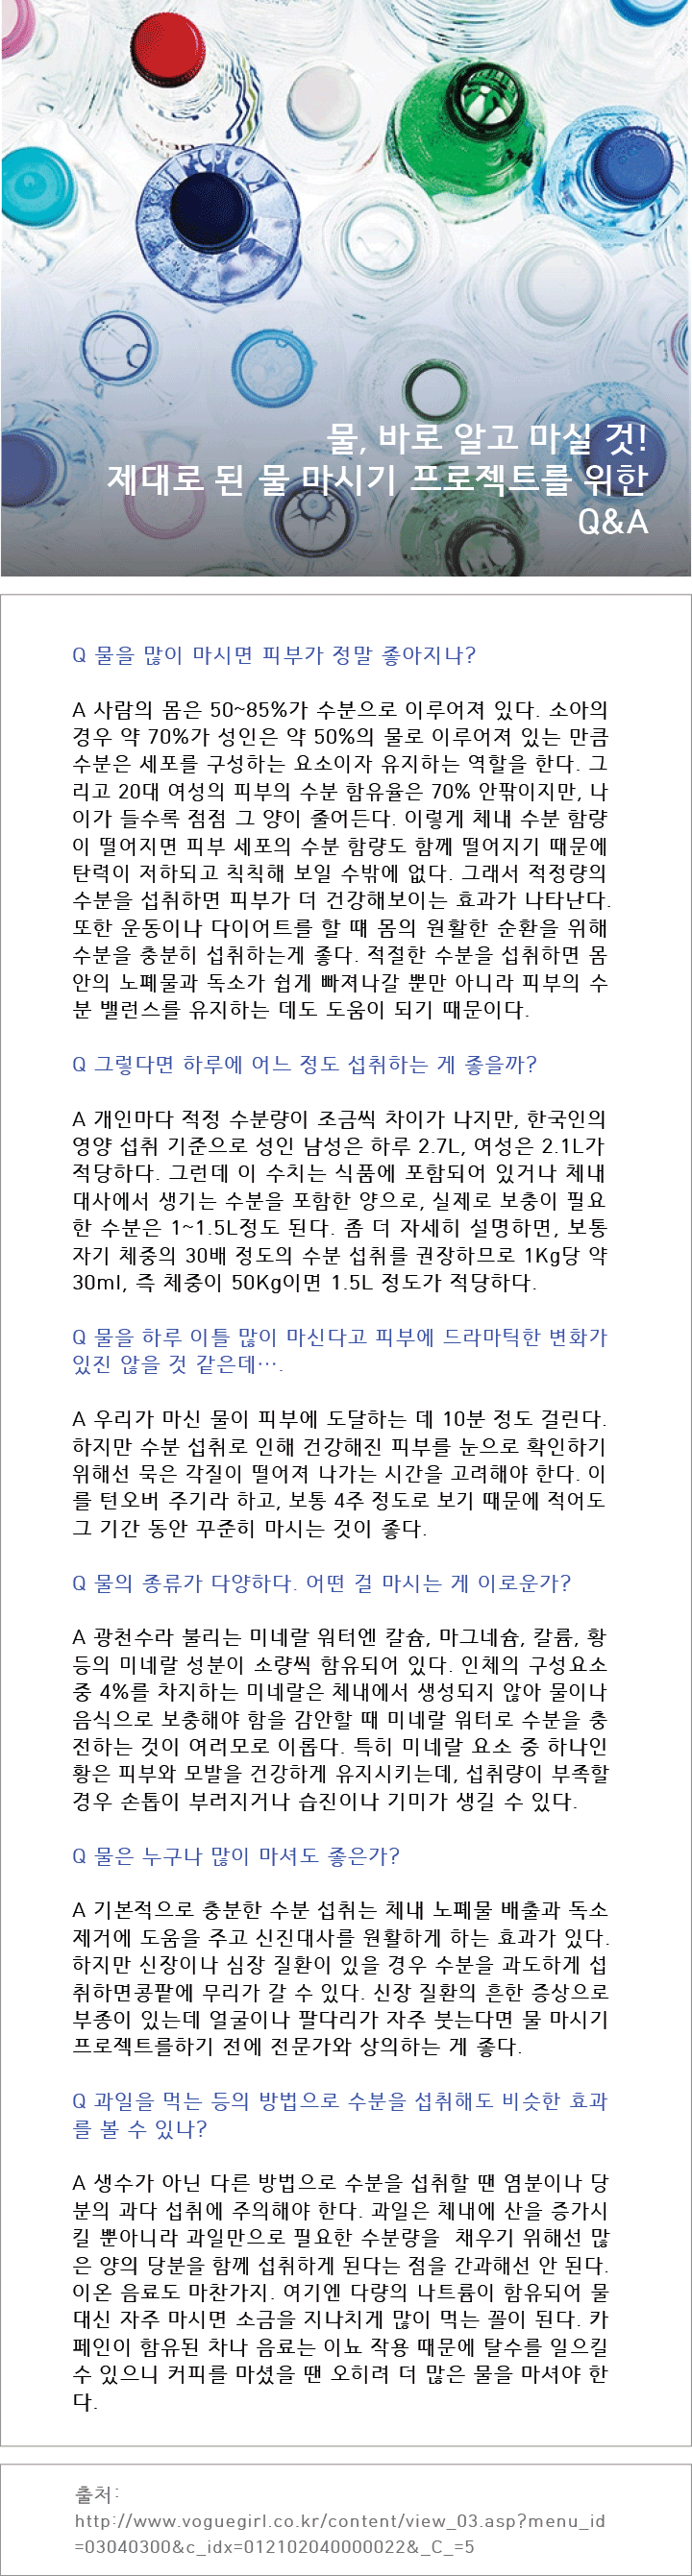 vian
물, 바로 알고 마실 것!
제대로 된 물 마시기 프로젝트를 위한
Q&A
Q 물을 많이 마시면 피부가 정말 좋아지나?
A 사람의 몸은 50~85%가 수분으로 이루어져 있다. 소아의
경우 약 70%가 성인은 약 50%의 물로 이루어져 있는 만큼
수분은 세포를 구성하는 요소이자 유지하는 역할을 한다. 그
리고 20대 여성의 피부의 수분 함유율은 70% 안팎이지만, 나
이가 들수록 점점 그 양이 줄어든다. 이렇게 체내 수분 함량
이 떨어지면 피부 세포의 수분 함량도 함께 떨어지기 때문에
탄력이 저하되고 칙칙해 보일 수밖에 없다. 그래서 적정량의
수분을 섭취하면 피부가 더 건강해보이는 효과가 나타난다.
또한 운동이나 다이어트를 할 떄 몸의 원활한 순환을 위해
수분을 충분히 섭취하는게 좋다. 적절한 수분을 섭취하면 몸
안의 노폐물과 독소가 쉽게 빠져나갈 뿐만 아니라 피부의 수
분 밸런스를 유지하는 데도 도움이 되기 때문이다.
Q 그렇다면 하루에 어느 정도 섭취하는 게 좋을까?
A 개인마다 적정 수분량이 조금씩 차이가 나지만, 한국인의
영양 섭취 기준으로 성인 남성은 하루 2.7L, 여성은 2.1L가
적당하다. 그런데 이 수치는 식품에 포함되어 있거나 체내
대사에서 생기는 수분을 포함한 양으로, 실제로 보충이 필요
한 수분은 1~1.5L정도 된다. 좀 더 자세히 설명하면, 보통
자기 체중의 30배 정도의 수분 섭취를 권장하므로 1Kg당 약
30ml, 즉 체중이 50Kg이면 1.5L 정도가 적당하다.
Q 물을 하루 이틀 많이 마신다고 피부에 드라마틱한 변화가
있진 않을 것 같은데….
A 우리가 마신 물이 피부에 도달하는 데 10분 정도 걸린다.
하지만 수분 섭취로 인해 건강해진 피부를 눈으로 확인하기
위해선 묵은 각질이 떨어져 나가는 시간을 고려해야 한다. 이
를 턴오버 주기라 하고, 보통 4주 정도로 보기 때문에 적어도
그 기간 동안 꾸준히 마시는 것이 좋다.
Q 물의 종류가 다양하다. 어떤 걸 마시는 게 이로운가?
A 광천수라 불리는 미네랄 워터엔 칼슘, 마그네슘, 칼륨, 황
등의 미네랄 성분이 소량씩 함유되어 있다. 인체의 구성요소
중 4%를 차지하는 미네랄은 체내에서 생성되지 않아 물이나
음식으로 보충해야 함을 감안할 때 미네랄 워터로 수분을 충
전하는 것이 여러모로 이롭다. 특히 미네랄 요소 중 하나인
황은 피부와 모발을 건강하게 유지시키는데, 섭취량이 부족할
경우 손톱이 부러지거나 습진이나 기미가 생길 수 있다.
Q 물은 누구나 많이 마셔도 좋은가?
A 기본적으로 충분한 수분 섭취는 체내 노폐물 배출과 독소
제거에 도움을 주고 신진대사를 원활하게 하는 효과가 있다.
하지만 신장이나 심장 질환이 있을 경우 수분을 과도하게 섭
취하면콩팥에 무리가 갈 수 있다. 신장 질환의 흔한 증상으로
부종이 있는데 얼굴이나 팔다리가 자주 붓는다면 물 마시기
프로젝트를하기 전에 전문가와 상의하는 게 좋다.
Q 과일을 먹는 등의 방법으로 수분을 섭취해도 비슷한 효과
를 볼 수 있나?
A 생수가 아닌 다른 방법으로 수분을 섭취할 땐 염분이나 당
분의 과다 섭취에 주의해야 한다. 과일은 체내에 산을 증가시
킬 뿐아니라 과일만으로 필요한 수분량을  채우기 위해선 많
은 양의 당분을 함께 섭취하게 된다는 점을 간과해선 안 된다.
이온 음료도 마찬가지. 여기엔 다량의 나트륨이 함유되어 물
대신 자주 마시면 소금을 지나치게 많이 먹는 꼴이 된다. 카
페인이 함유된 차나 음료는 이뇨 작용 때문에 탈수를 일으킬
수 있으니 커피를 마셨을 땐 오히려 더 많은 물을 마셔야 한
다.
출처:
http://www.voguegirl.co.kr/content/view_03.asp?menu_id
=03040300&c_idx=012102040000022&_C_=5